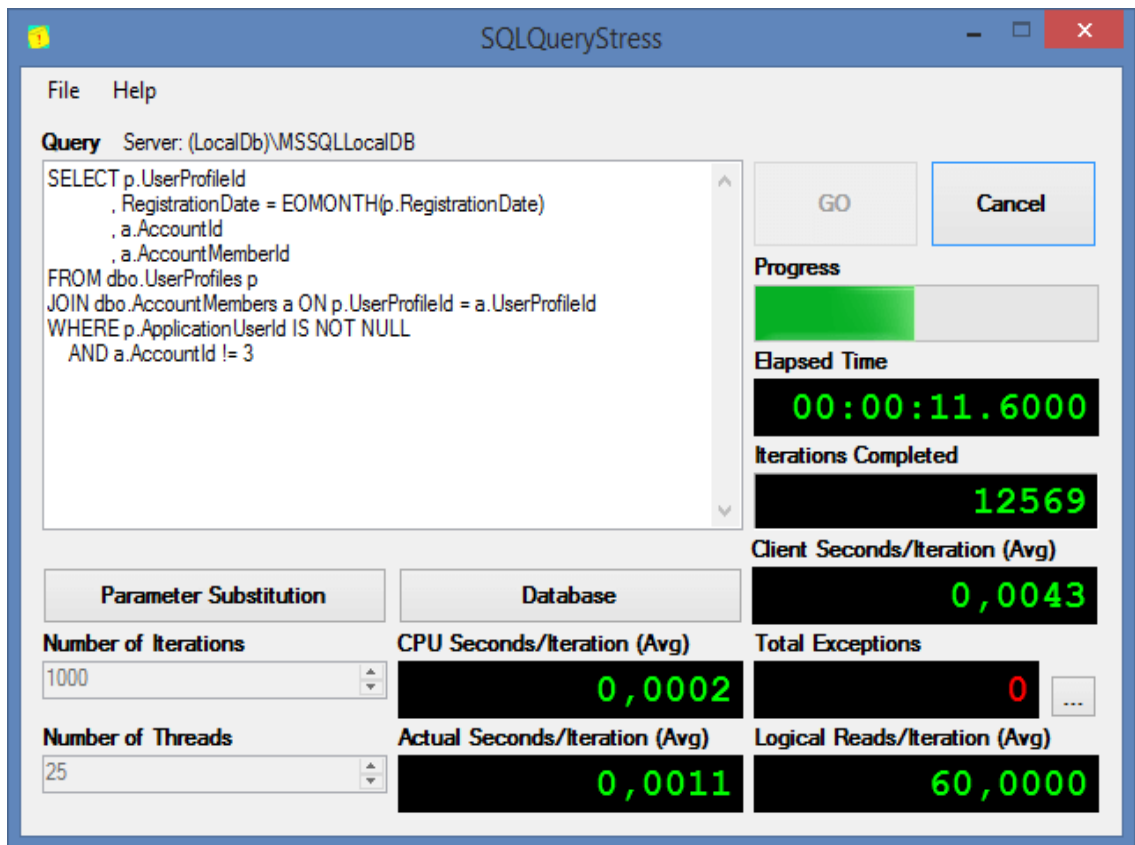 SQLQueryStress
File Help
Query Server: (LocalDb)\MSSQLLocalDB
SELECT p.UserProfileId
, RegistrationDate = EOMONTH(p.RegistrationDate)
, a.AccountId
, a.AccountMemberId
FROM dbo.UserProfiles p
JOIN dbo.AccountMembers a ON p.UserProfileId = a.UserProfileId
WHERE p.ApplicationUserId IS NOT NULL
AND a.AccountId != 3
GO Cancel
Progress
Elapsed Time
00:00:11.6000
Iterations Completed
12569
Client Seconds/Iteration (Avg)
0,0043
Parameter Substitution Database
Number of Iterations CPU Seconds/Iteration (Avg) Total Exceptions
1000 0,0002 0 ...
Number of Threads Actual Seconds/Iteration (Avg) Logical Reads/Iteration (Avg)
25 0,0011 60,0000